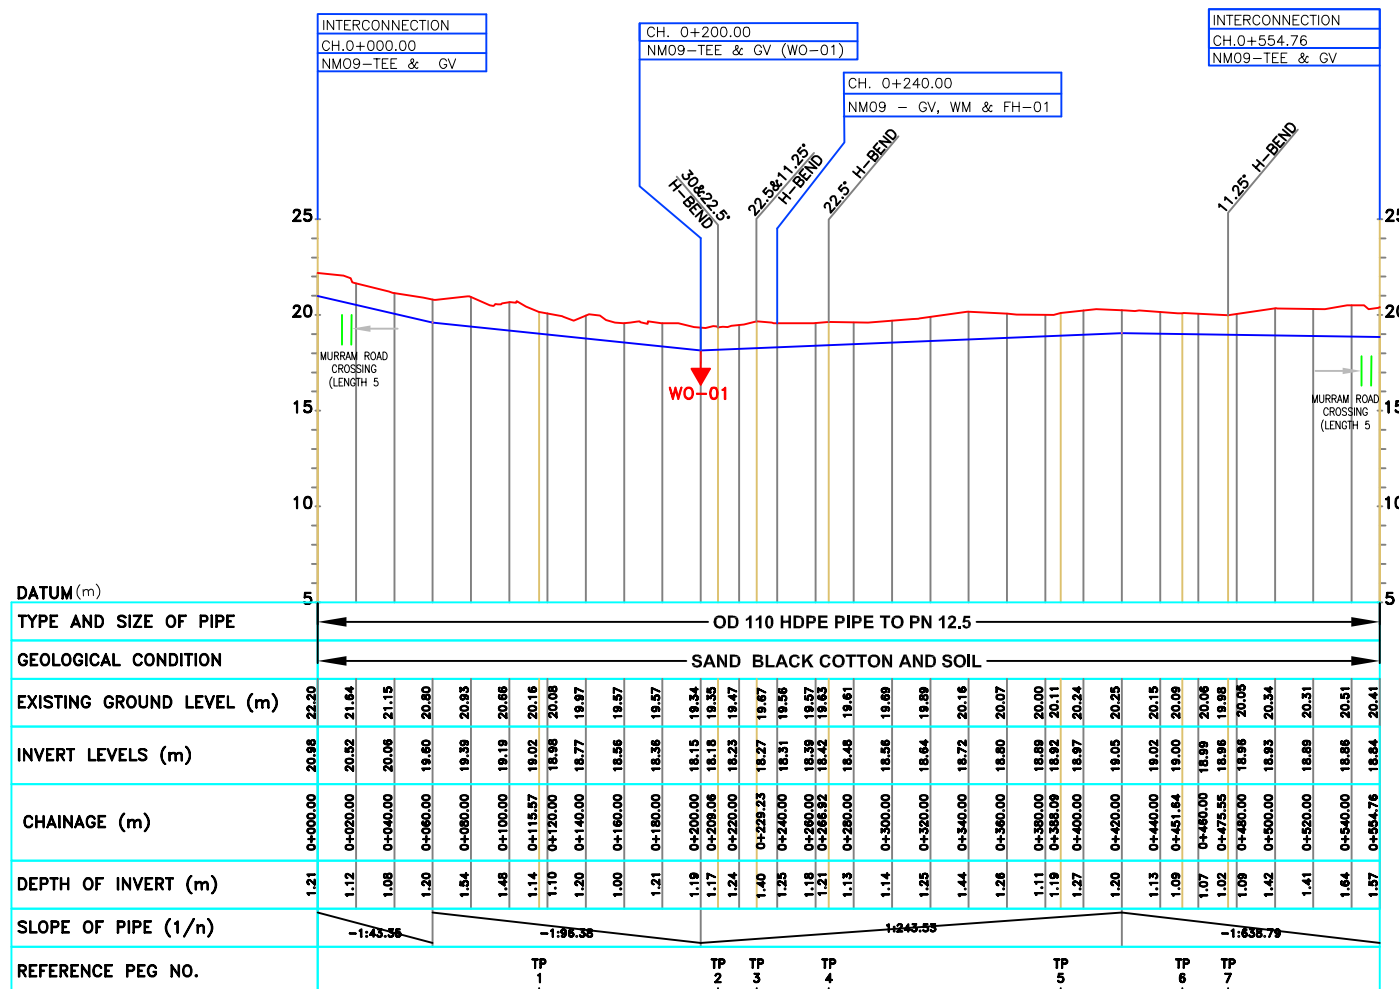 INTERCONNECTION
CH.0+000.00
NM09-TEE & GV
CH. 0+200.00
NM09-TEE & GV (WO-01)
CH. 0+240.00
NM09 - GV, WM & FH-01
INTERCONNECTION
CH.0+554.76
NM09-TEE & GV
30&22.5°
H-BEND
22.5&11.25°
H-BEND
22.5° H-BEND
11.25° H-BEND
25
20
15
10
5
25
20
15
10
5
MURRAM ROAD
CROSSING
(LENGTH 5
WO-01
MURRAM ROAD
CROSSING
(LENGTH 5
DATUM(m)
TYPE AND SIZE OF PIPE
OD 110 HDPE PIPE TO PN 12.5
GEOLOGICAL CONDITION
SAND BLACK COTTON AND SOIL
EXISTING GROUND LEVEL (m)
22.20 21.64 21.15 20.80 20.93 20.66 20.16 20.08 19.97 19.57 19.57 19.34 19.35 19.47 19.67 19.56 19.57 19.63 19.61 19.69 19.89 20.16 20.07 20.00 20.11 20.24 20.25 20.15 20.09 20.06 19.98 20.05 20.34 20.31 20.51 20.41
INVERT LEVELS (m)
20.98 20.52 20.06 19.60 19.39 19.19 19.02 18.98 18.77 18.56 18.36 18.15 18.18 18.23 18.27 18.31 18.39 18.42 18.48 18.56 18.64 18.72 18.80 18.89 18.92 18.97 19.05 19.02 19.00 18.99 18.96 18.96 18.93 18.89 18.86 18.84
CHAINAGE (m)
0+000.00 0+020.00 0+040.00 0+060.00 0+080.00 0+100.00 0+115.57 0+120.00 0+140.00 0+160.00 0+180.00 0+200.00 0+209.06 0+220.00 0+229.23 0+240.00 0+260.00 0+266.92 0+280.00 0+300.00 0+320.00 0+340.00 0+360.00 0+380.00 0+388.09 0+400.00 0+420.00 0+440.00 0+451.64 0+460.00 0+475.55 0+480.00 0+500.00 0+520.00 0+540.00 0+554.76
DEPTH OF INVERT (m)
1.21 1.12 1.08 1.20 1.54 1.48 1.14 1.10 1.20 1.00 1.21 1.19 1.17 1.24 1.40 1.25 1.18 1.21 1.13 1.14 1.25 1.44 1.26 1.11 1.19 1.27 1.20 1.13 1.09 1.07 1.02 1.09 1.42 1.41 1.64 1.57
SLOPE OF PIPE (1/n)
-1:43.35 -1:96.38 1:243.53 -1:638.79
REFERENCE PEG NO.
TP TP TP TP TP TP TP
1 2 3 4 5 6 7